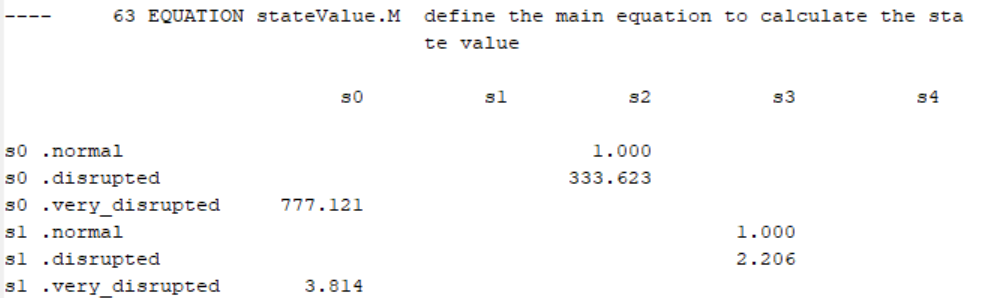 ---- 63 EQUATION stateValue.M define the main equation to calculate the sta
te value
s0 s1 s2 s3 s4
s0 .normal 1.000
s0 .disrupted 333.623
s0 .very_disrupted 777.121
s1 .normal 1.000
s1 .disrupted 2.206
s1 .very_disrupted 3.814